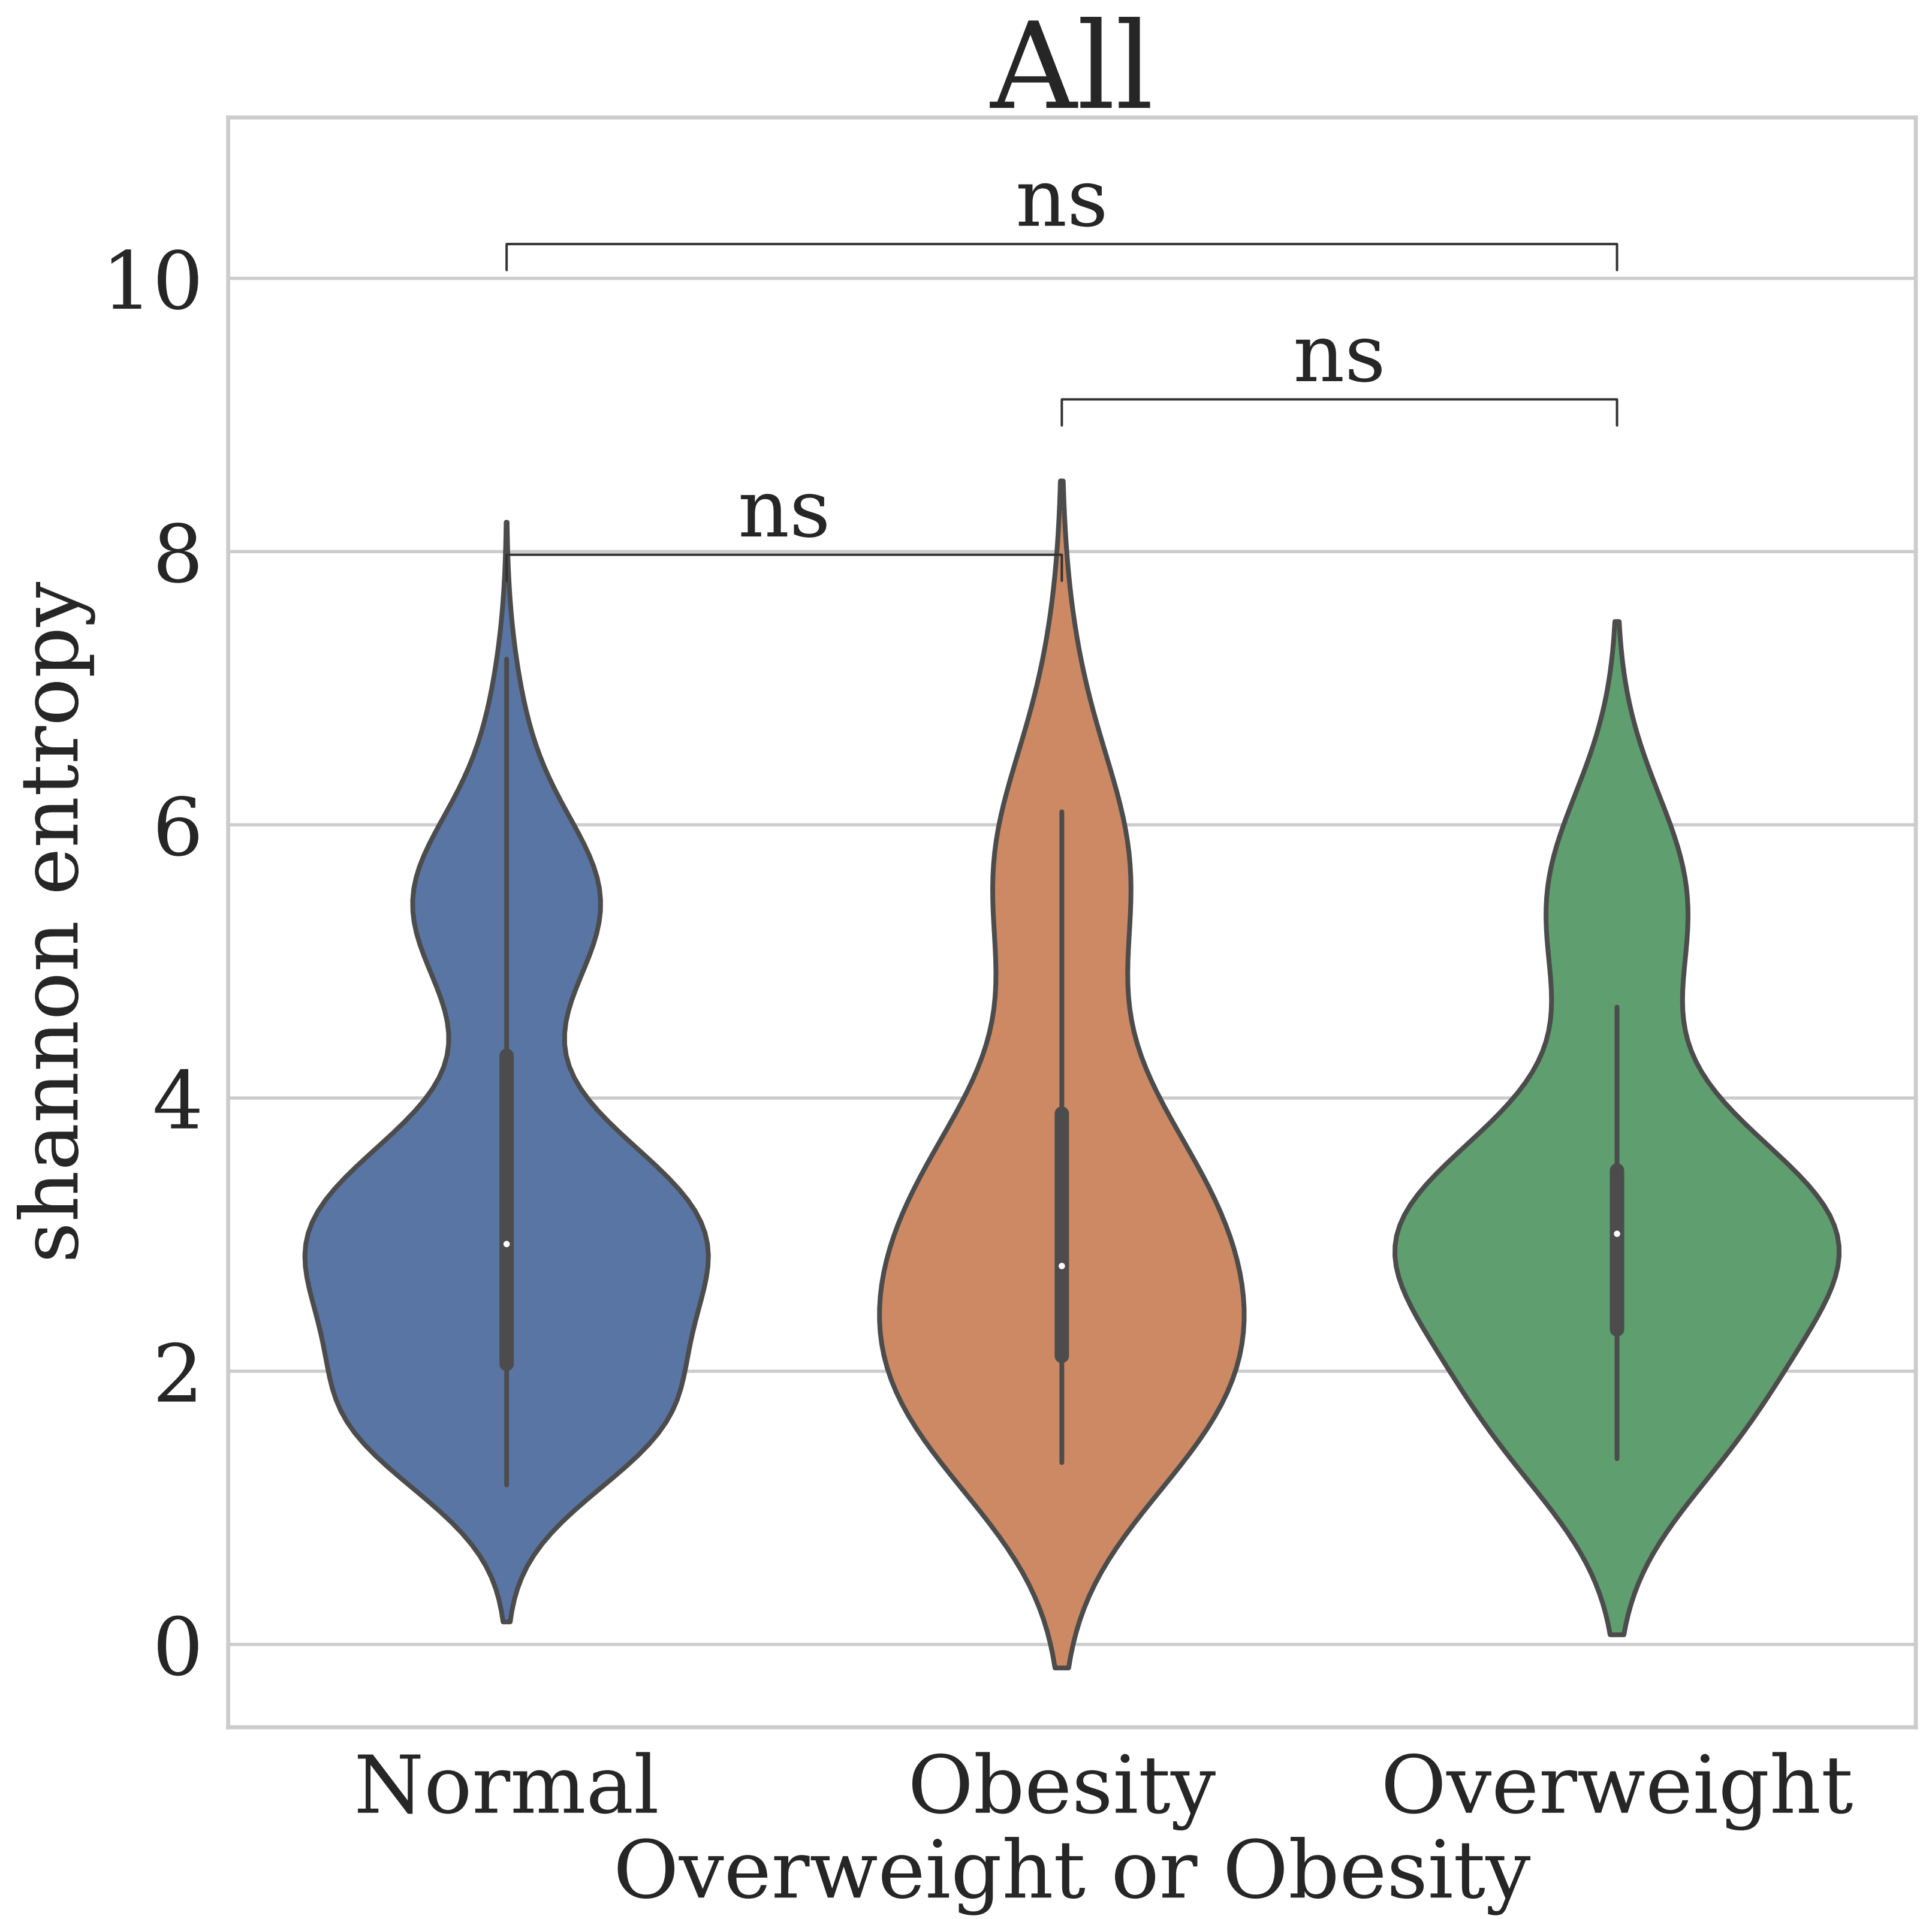 All
ns
ns
ns
10
8
6
4
2
0
shannon entropy
Normal Obesity Overweight
Overweight or Obesity